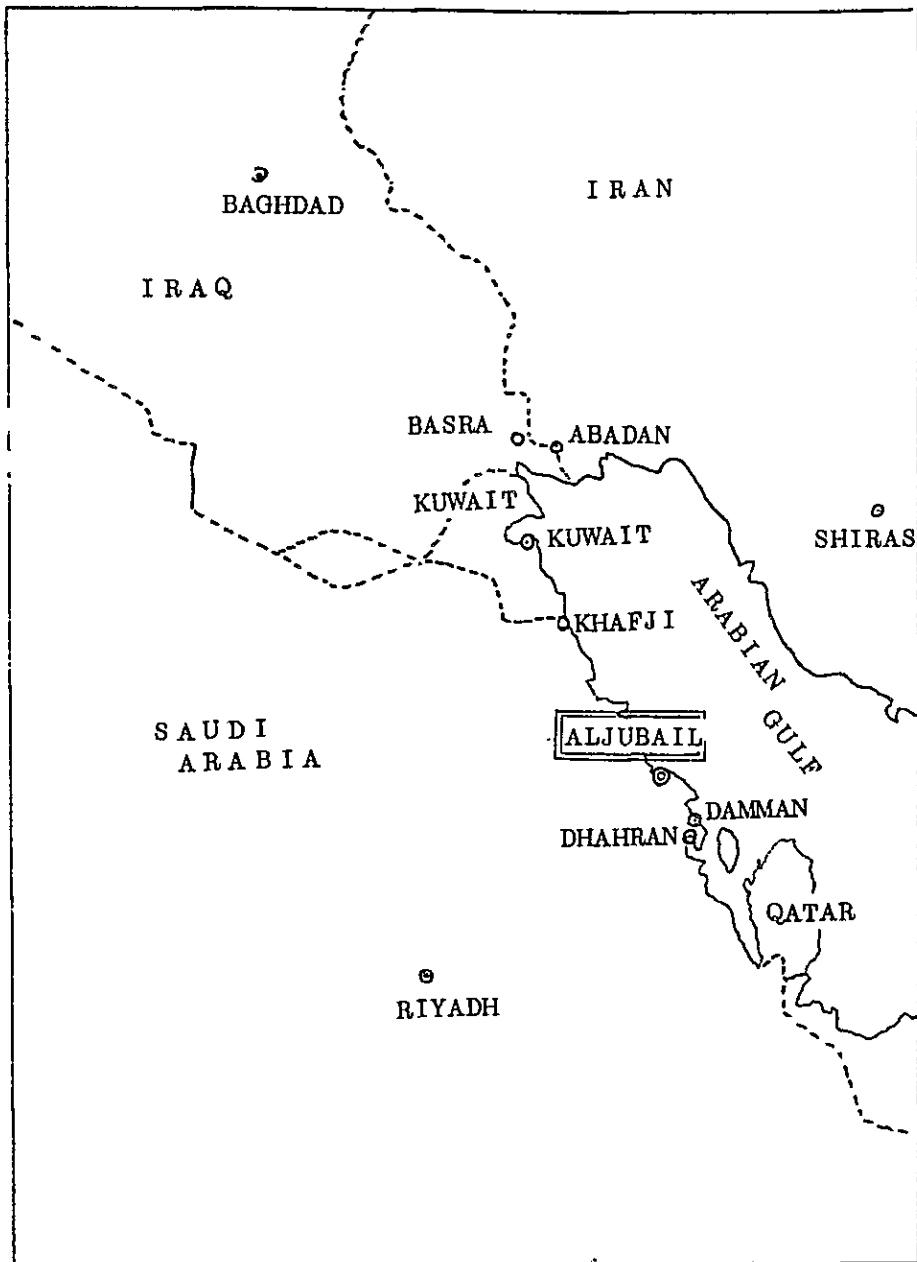 IRAN
BAGHDAD
IRAQ
BASRA
ABADAN
KUWAIT
KUWAIT
SHIRAS
KHAFJI
ARABIAN GULF
SAUDI
ARABIA
ALJUBAIL
DAMMAN
DHAHRAN
QATAR
RIYADH